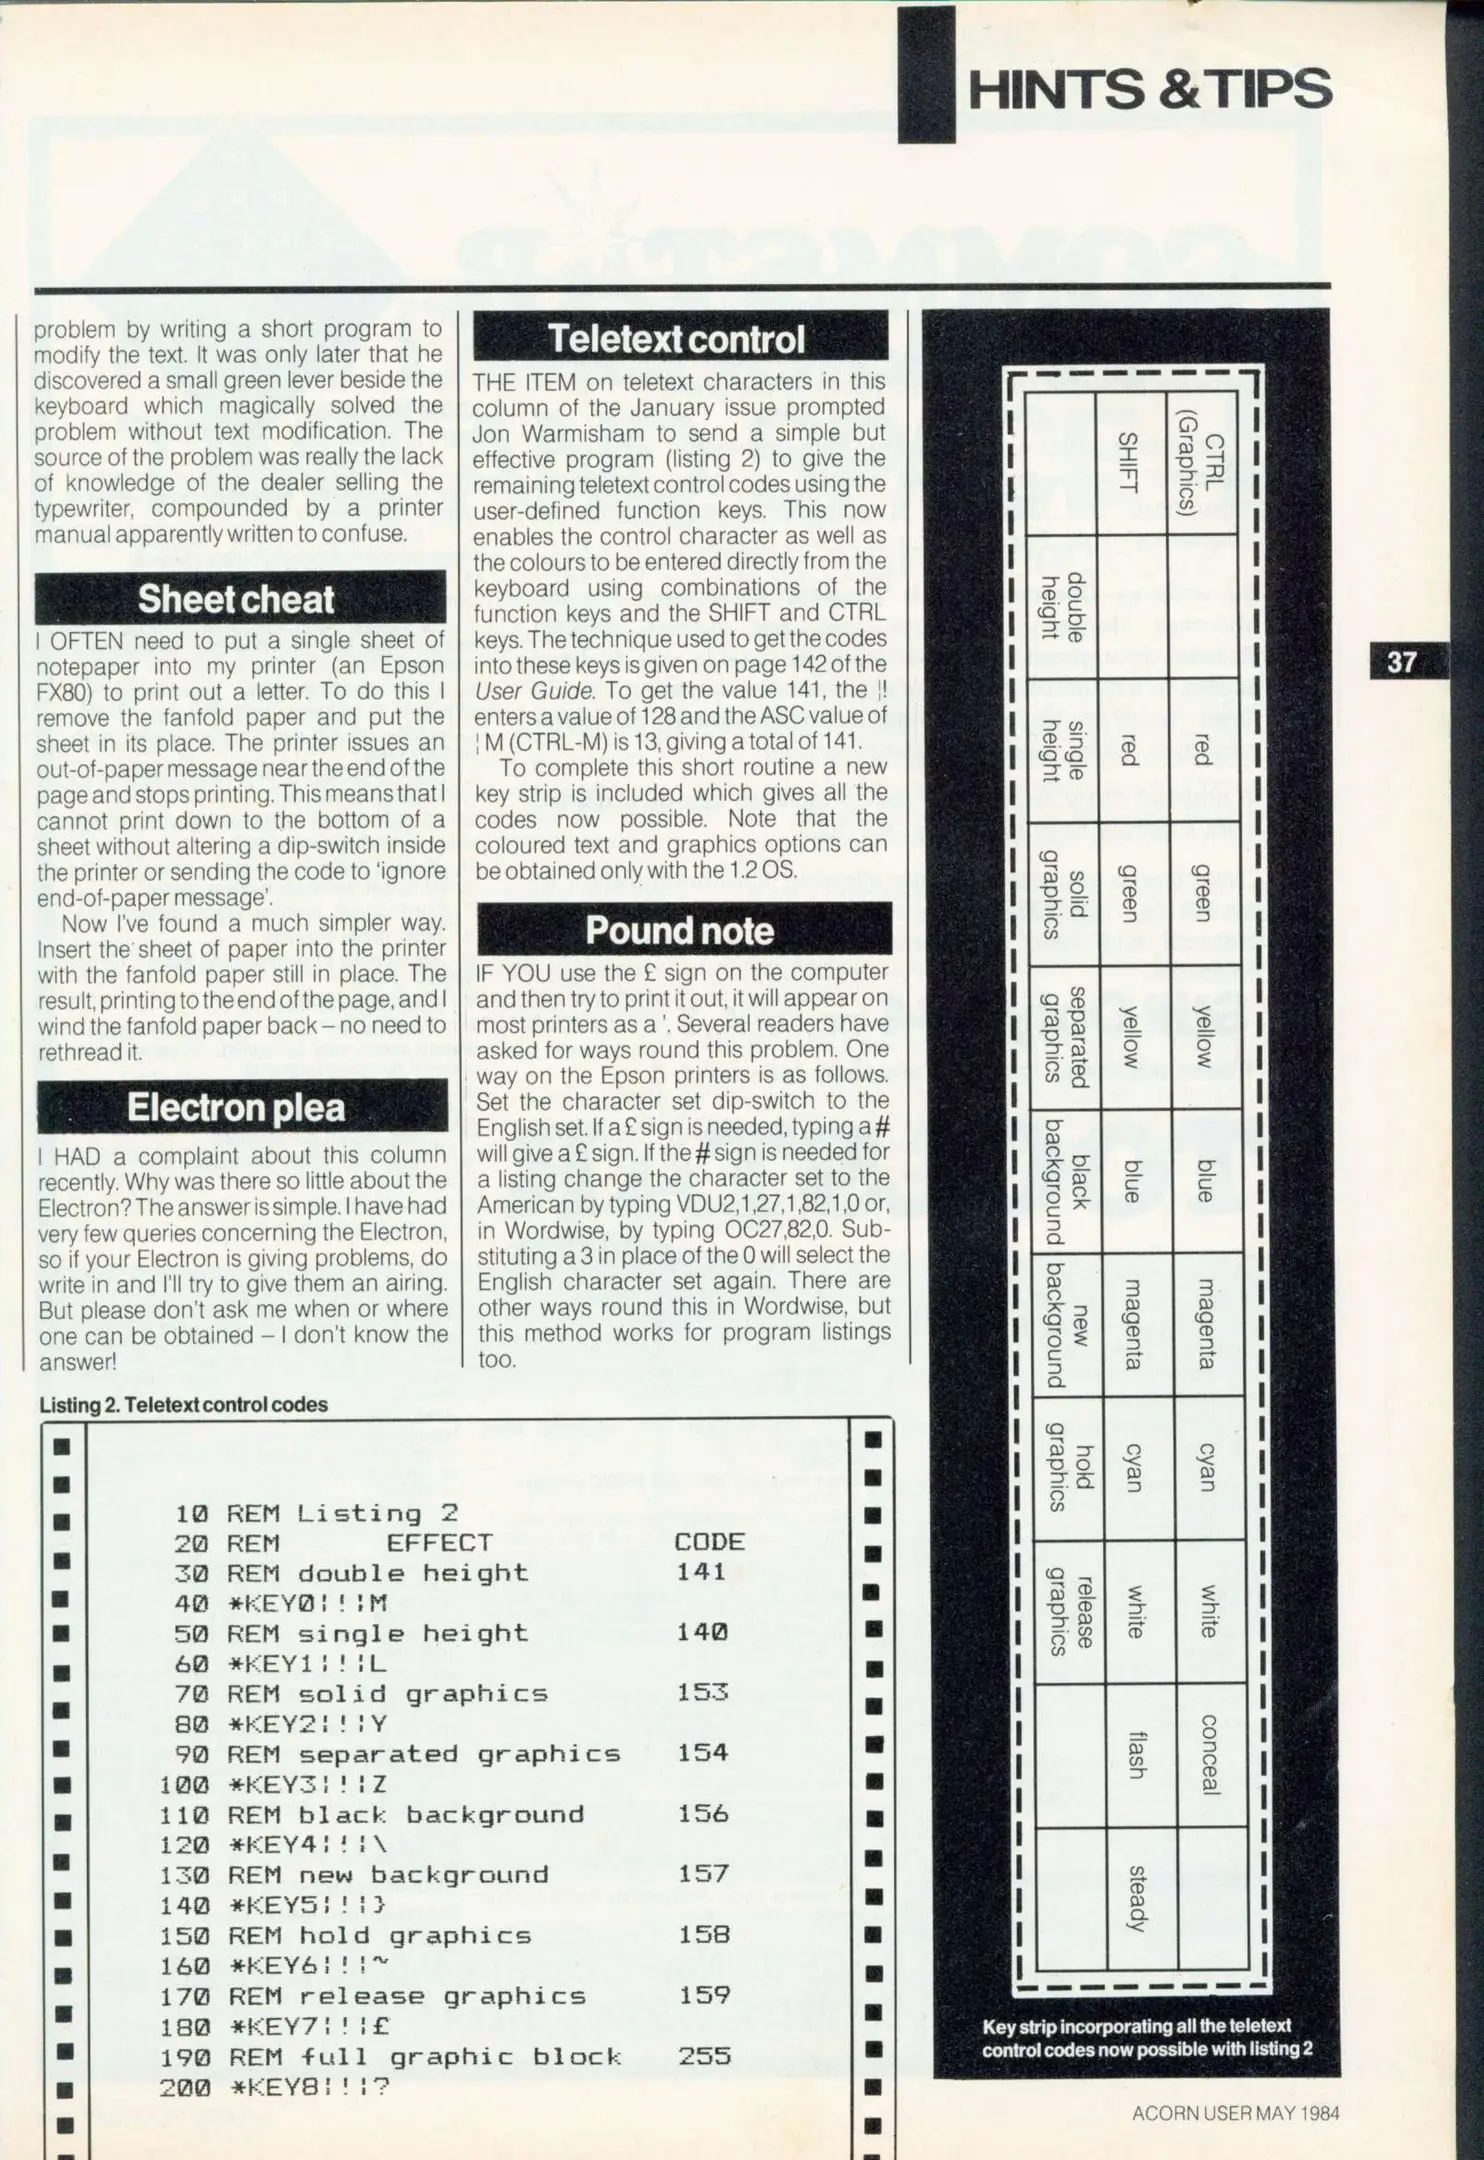 HINTS & TIPS
problem by writing a short program to
modify the text. It was only later that he
discovered a small green lever beside the
keyboard which magically solved the
problem without text modification. The
source of the problem was really the lack
of knowledge of the dealer selling the
typewriter, compounded by a printer
manual apparently written to confuse.
Sheet cheat
I OFTEN need to put a single sheet of
notepaper into my printer (an Epson
FX80) to print out a letter. To do this I
remove the fanfold paper and put the
sheet in its place. The printer issues an
out-of-paper message near the end of the
page and stops printing. This means that I
cannot print down to the bottom of a
sheet without altering a dip-switch inside
the printer or sending the code to ‘ignore
end-of-paper message’.
Now I've found a much simpler way.
Insert the sheet of paper into the printer
with the fanfold paper still in place. The
result, printing to the end of the page, and I
wind the fanfold paper back – no need to
rethread it.
Electron plea
I HAD a complaint about this column
recently. Why was there so little about the
Electron? The answer is simple. I have had
very few queries concerning the Electron,
so if your Electron is giving problems, do
write in and I'll try to give them an airing.
But please don't ask me when or where
one can be obtained – I don't know the
answer!
Teletext control
THE ITEM on teletext characters in this
column of the January issue prompted
Jon Warmisham to send a simple but
effective program (listing 2) to give the
remaining teletext control codes using the
user-defined function keys. This now
enables the control character as well as
the colours to be entered directly from the
keyboard using combinations of the
function keys and the SHIFT and CTRL
keys. The technique used to get the codes
into these keys is given on page 142 of the
User Guide. To get the value 141, the ¦!
enters a value of 128 and the ASC value of
¦ M (CTRL-M) is 13, giving a total of 141.
To complete this short routine a new
key strip is included which gives all the
codes now possible. Note that the
coloured text and graphics options can
be obtained only with the 1.2 OS.
Pound note
IF YOU use the £ sign on the computer
and then try to print it out, it will appear on
most printers as a '. Several readers have
asked for ways round this problem. One
way on the Epson printers is as follows.
Set the character set dip-switch to the
English set. If a £ sign is needed, typing a #
will give a £ sign. If the # sign is needed for
a listing change the character set to the
American by typing VDU2,1,27,1,82,1,0 or,
in Wordwise, by typing OC27,82,0. Sub-
stituting a 3 in place of the 0 will select the
English character set again. There are
other ways round this in Wordwise, but
this method works for program listings
too.
CTRL
(Graphics)
red
green
yellow
blue
magenta
cyan
white
conceal
SHIFT
red
green
yellow
blue
magenta
cyan
white
flash
steady
double
height
single
height
solid
graphics
separated
graphics
black
background
new
background
hold
graphics
release
graphics
Key strip incorporating all the teletext
control codes now possible with listing 2
37
Listing 2. Teletext control codes
10 REM Listing 2
20 REM EFFECT CODE
30 REM double height 141
40 *KEY0¦!¦M
50 REM single height 140
60 *KEY1¦!¦L
70 REM solid graphics 153
80 *KEY2¦!¦Y
90 REM separated graphics 154
100 *KEY3¦!¦Z
110 REM black background 156
120 *KEY4¦!¦\
130 REM new background 157
140 *KEY5¦!¦}
150 REM hold graphics 158
160 *KEY6¦!¦~
170 REM release graphics 159
180 *KEY7¦!¦£
190 REM full graphic block 255
200 *KEY8¦!¦?
ACORN USER MAY 1984